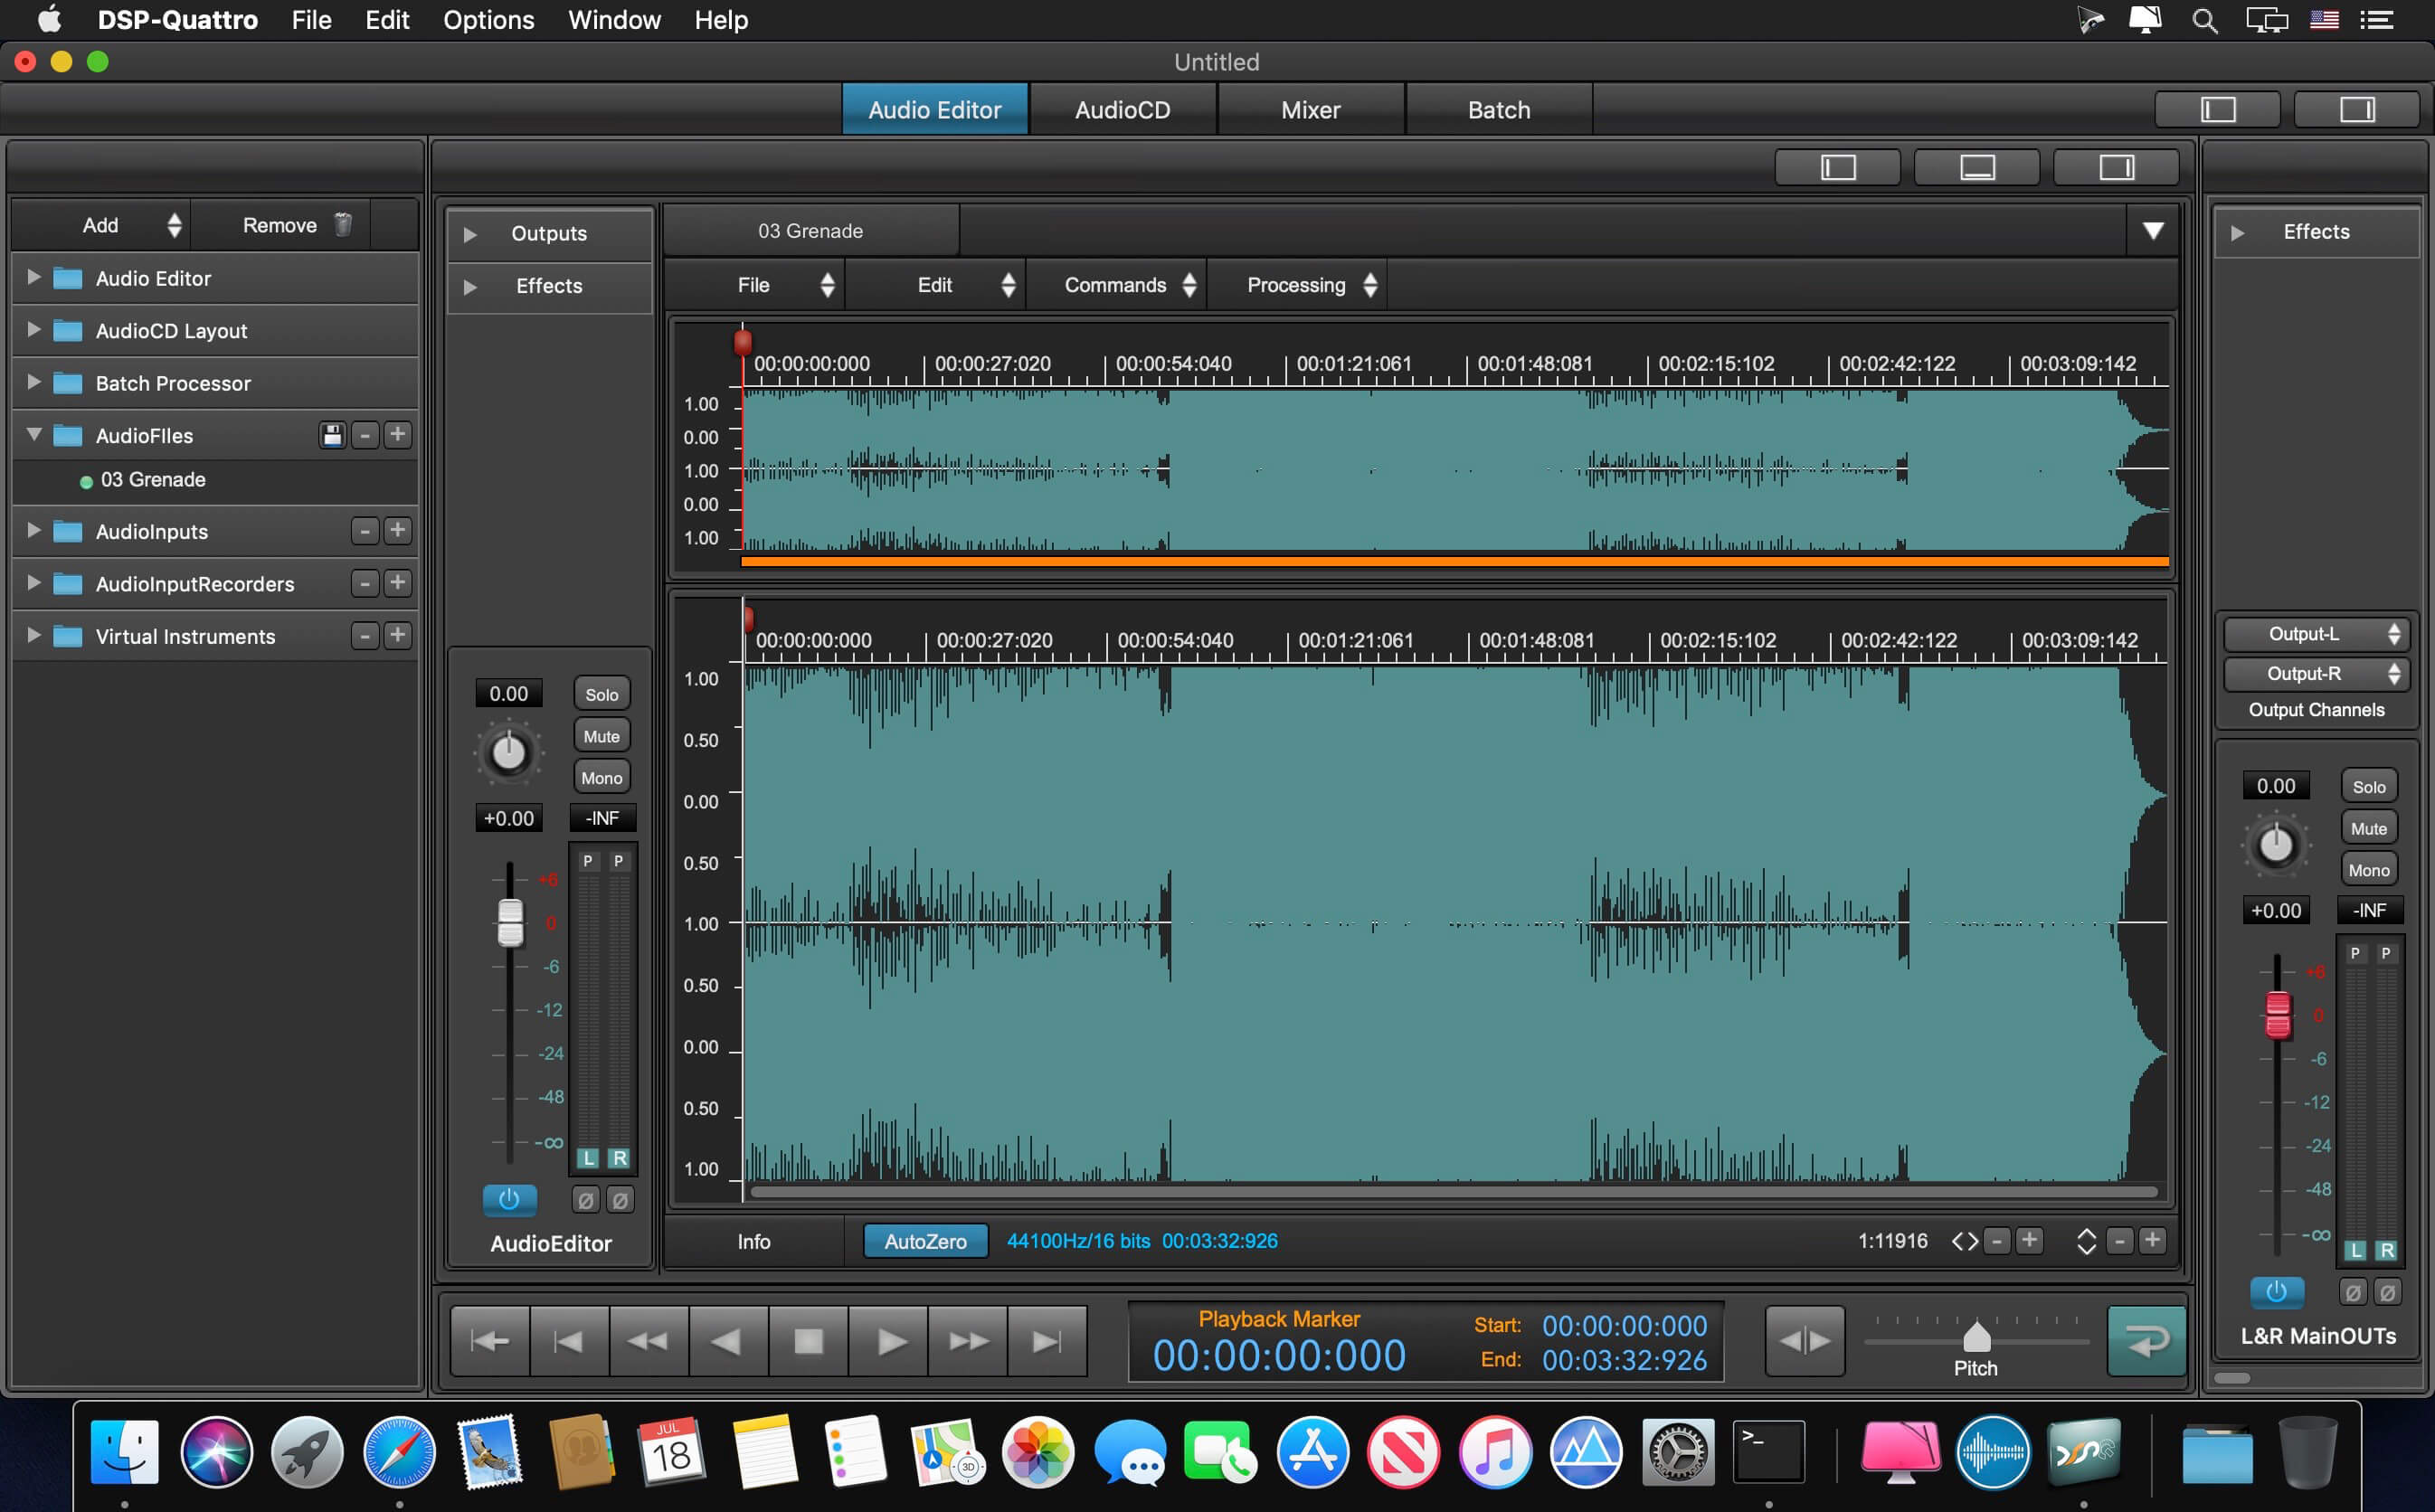 DSP-Quattro File Edit Options Window Help
Untitled
Audio Editor AudioCD Mixer Batch
Add Remove
Audio Editor
AudioCD Layout
Batch Processor
AudioFIles - +
03 Grenade
AudioInputs - +
AudioInputRecorders - +
Virtual Instruments - +
Outputs
Effects
0.00 Solo
Mute
Mono
+0.00 -INF
P P
+6
0
-6
-12
-24
-48
-∞
L R
Ø Ø
AudioEditor
03 Grenade
File Edit Commands Processing
00:00:00:000 00:00:27:020 00:00:54:040 00:01:21:061 00:01:48:081 00:02:15:102 00:02:42:122 00:03:09:142
1.00
0.00
1.00
0.00
1.00
00:00:00:000 00:00:27:020 00:00:54:040 00:01:21:061 00:01:48:081 00:02:15:102 00:02:42:122 00:03:09:142
1.00
0.50
0.00
0.50
1.00
0.50
0.00
0.50
1.00
Info AutoZero 44100Hz/16 bits 00:03:32:926 1:11916 - + - +
Playback Marker
00:00:00:000
Start: 00:00:00:000
End: 00:03:32:926
Pitch
Effects
Output-L
Output-R
Output Channels
0.00 Solo
Mute
Mono
+0.00 -INF
P P
+6
0
-6
-12
-24
-48
-∞
L R
Ø Ø
L&R MainOUTs
JUL
18
3D
>_